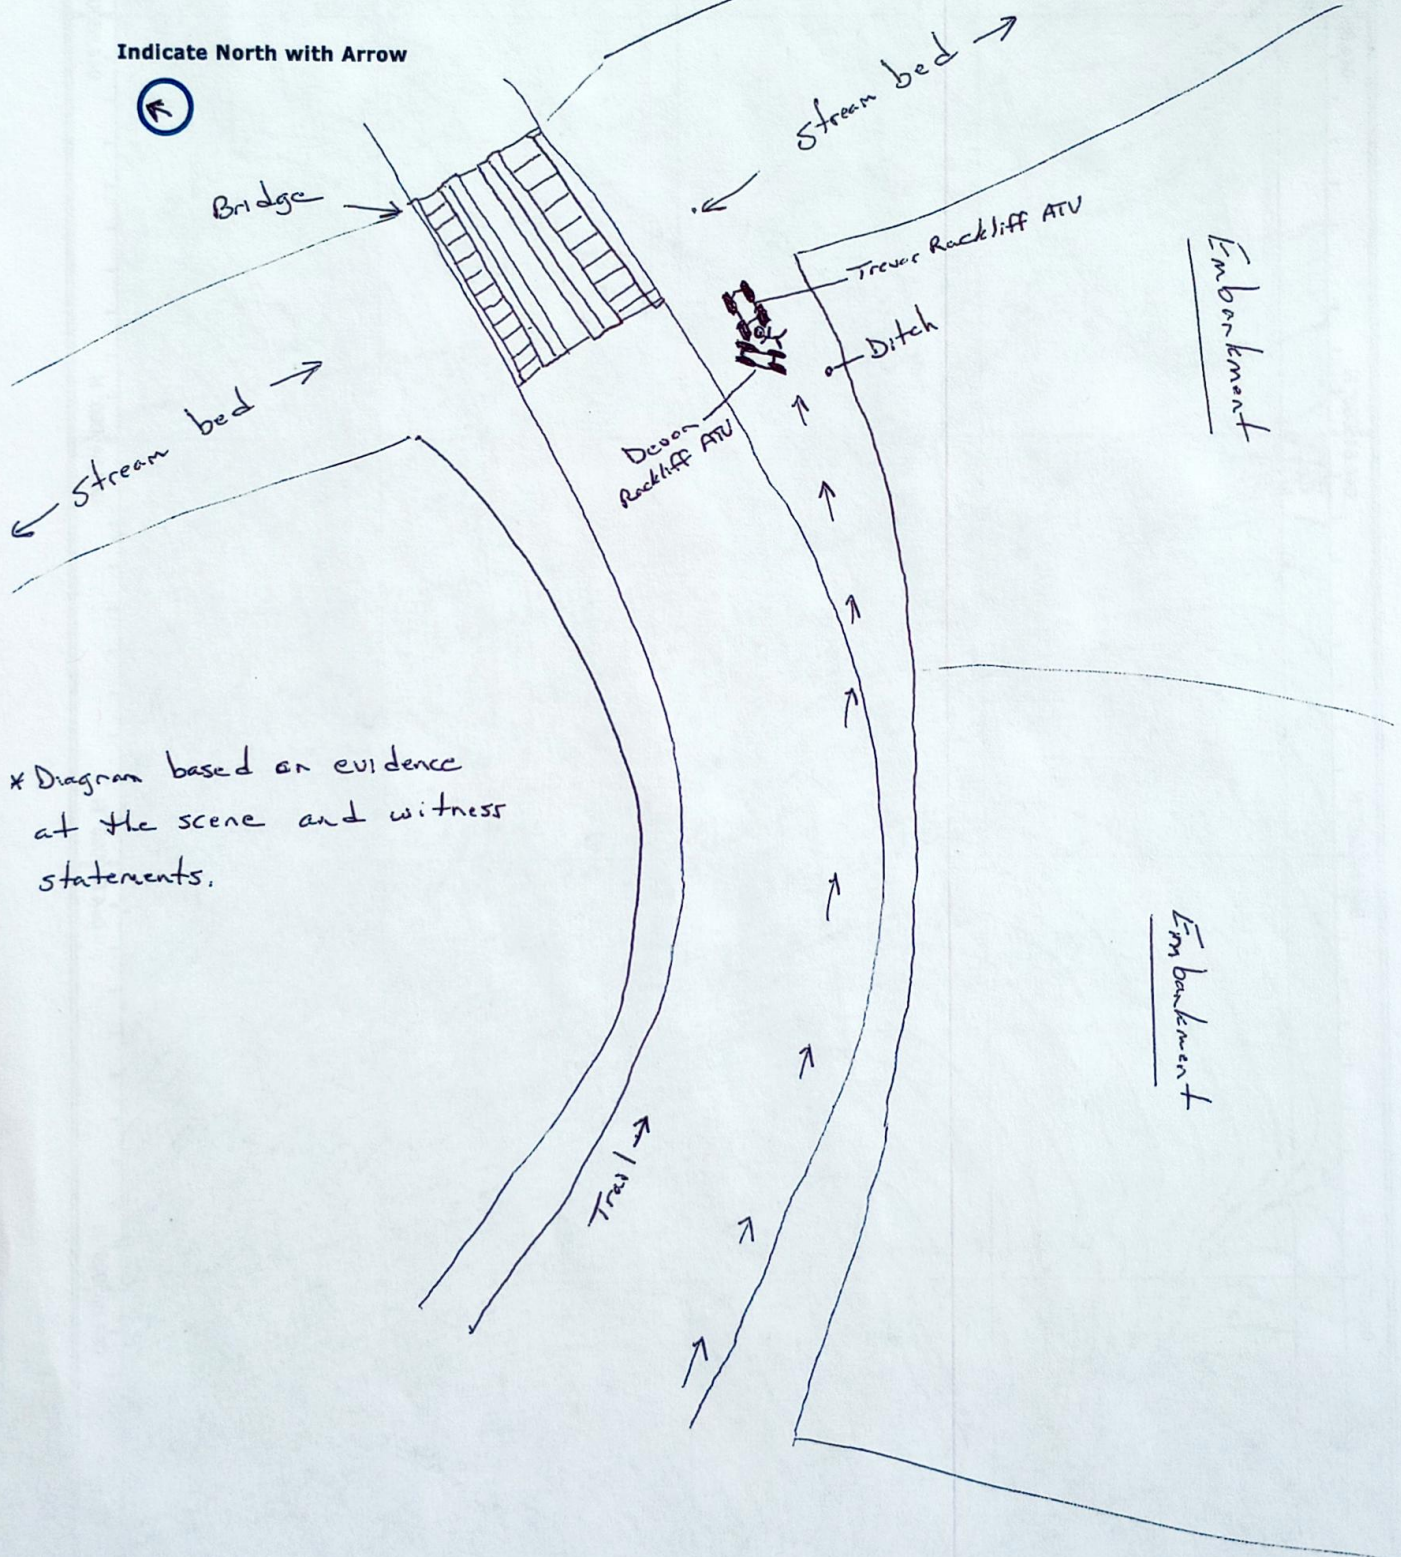 Indicate North with Arrow
Stream bed
Bridge
Trevor Rackliff ATV
Embankment
Ditch
Stream bed
Devon
Rackliff ATV
* Diagram based on evidence
at the scene and witness
statements.
Embankment
Trail